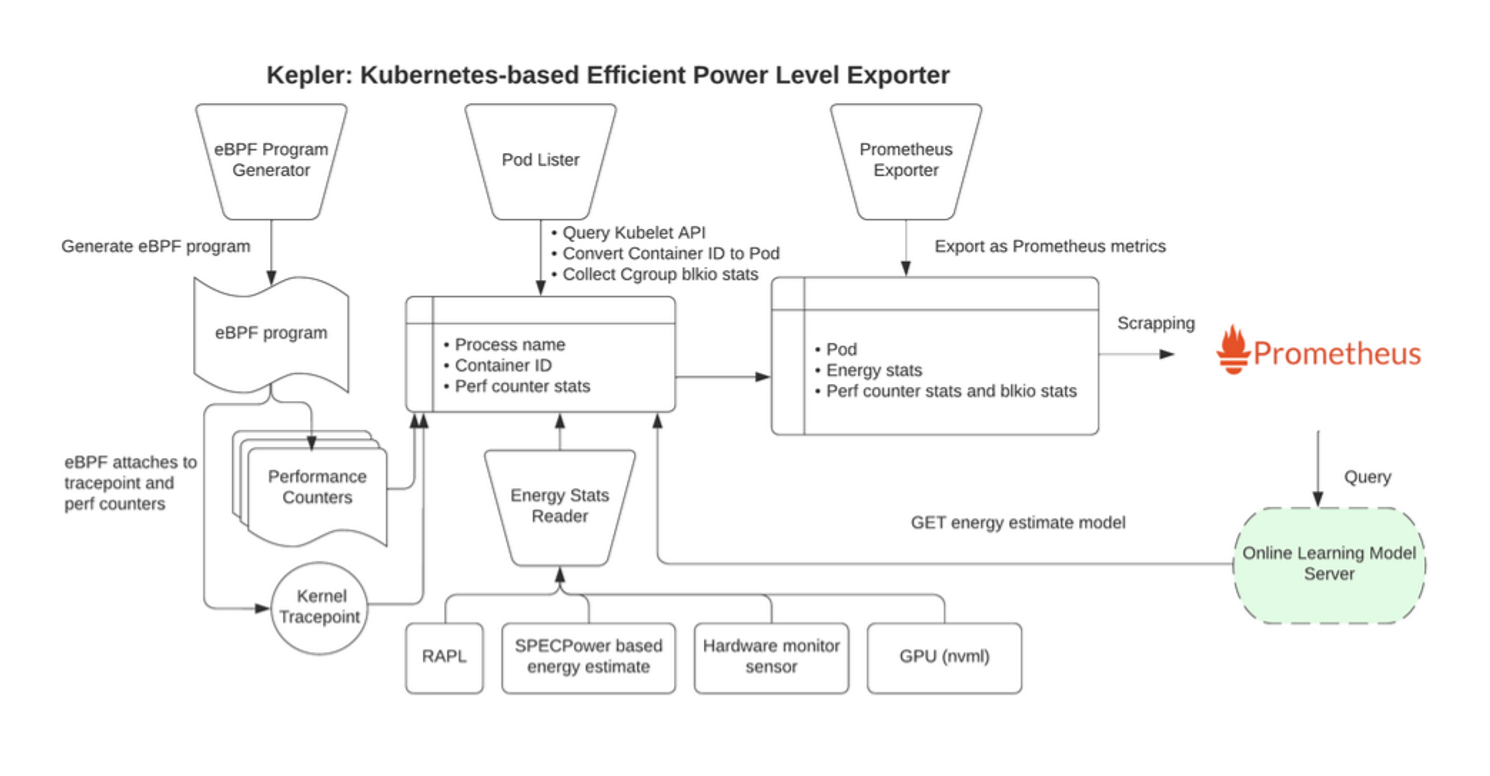 Kepler: Kubernetes-based Efficient Power Level Exporter
eBPF Program
Generator
Pod Lister
Prometheus
Exporter
Generate eBPF program
• Query Kubelet API
• Convert Container ID to Pod
• Collect Cgroup blkio stats
Export as Prometheus metrics
eBPF program
• Process name
• Container ID
• Perf counter stats
• Pod
• Energy stats
• Perf counter stats and blkio stats
Scrapping
Prometheus
eBPF attaches to
tracepoint and
perf counters
Performance
Counters
Energy Stats
Reader
Query
GET energy estimate model
Online Learning Model
Server
Kernel
Tracepoint
RAPL
SPECPower based
energy estimate
Hardware monitor
sensor
GPU (nvml)